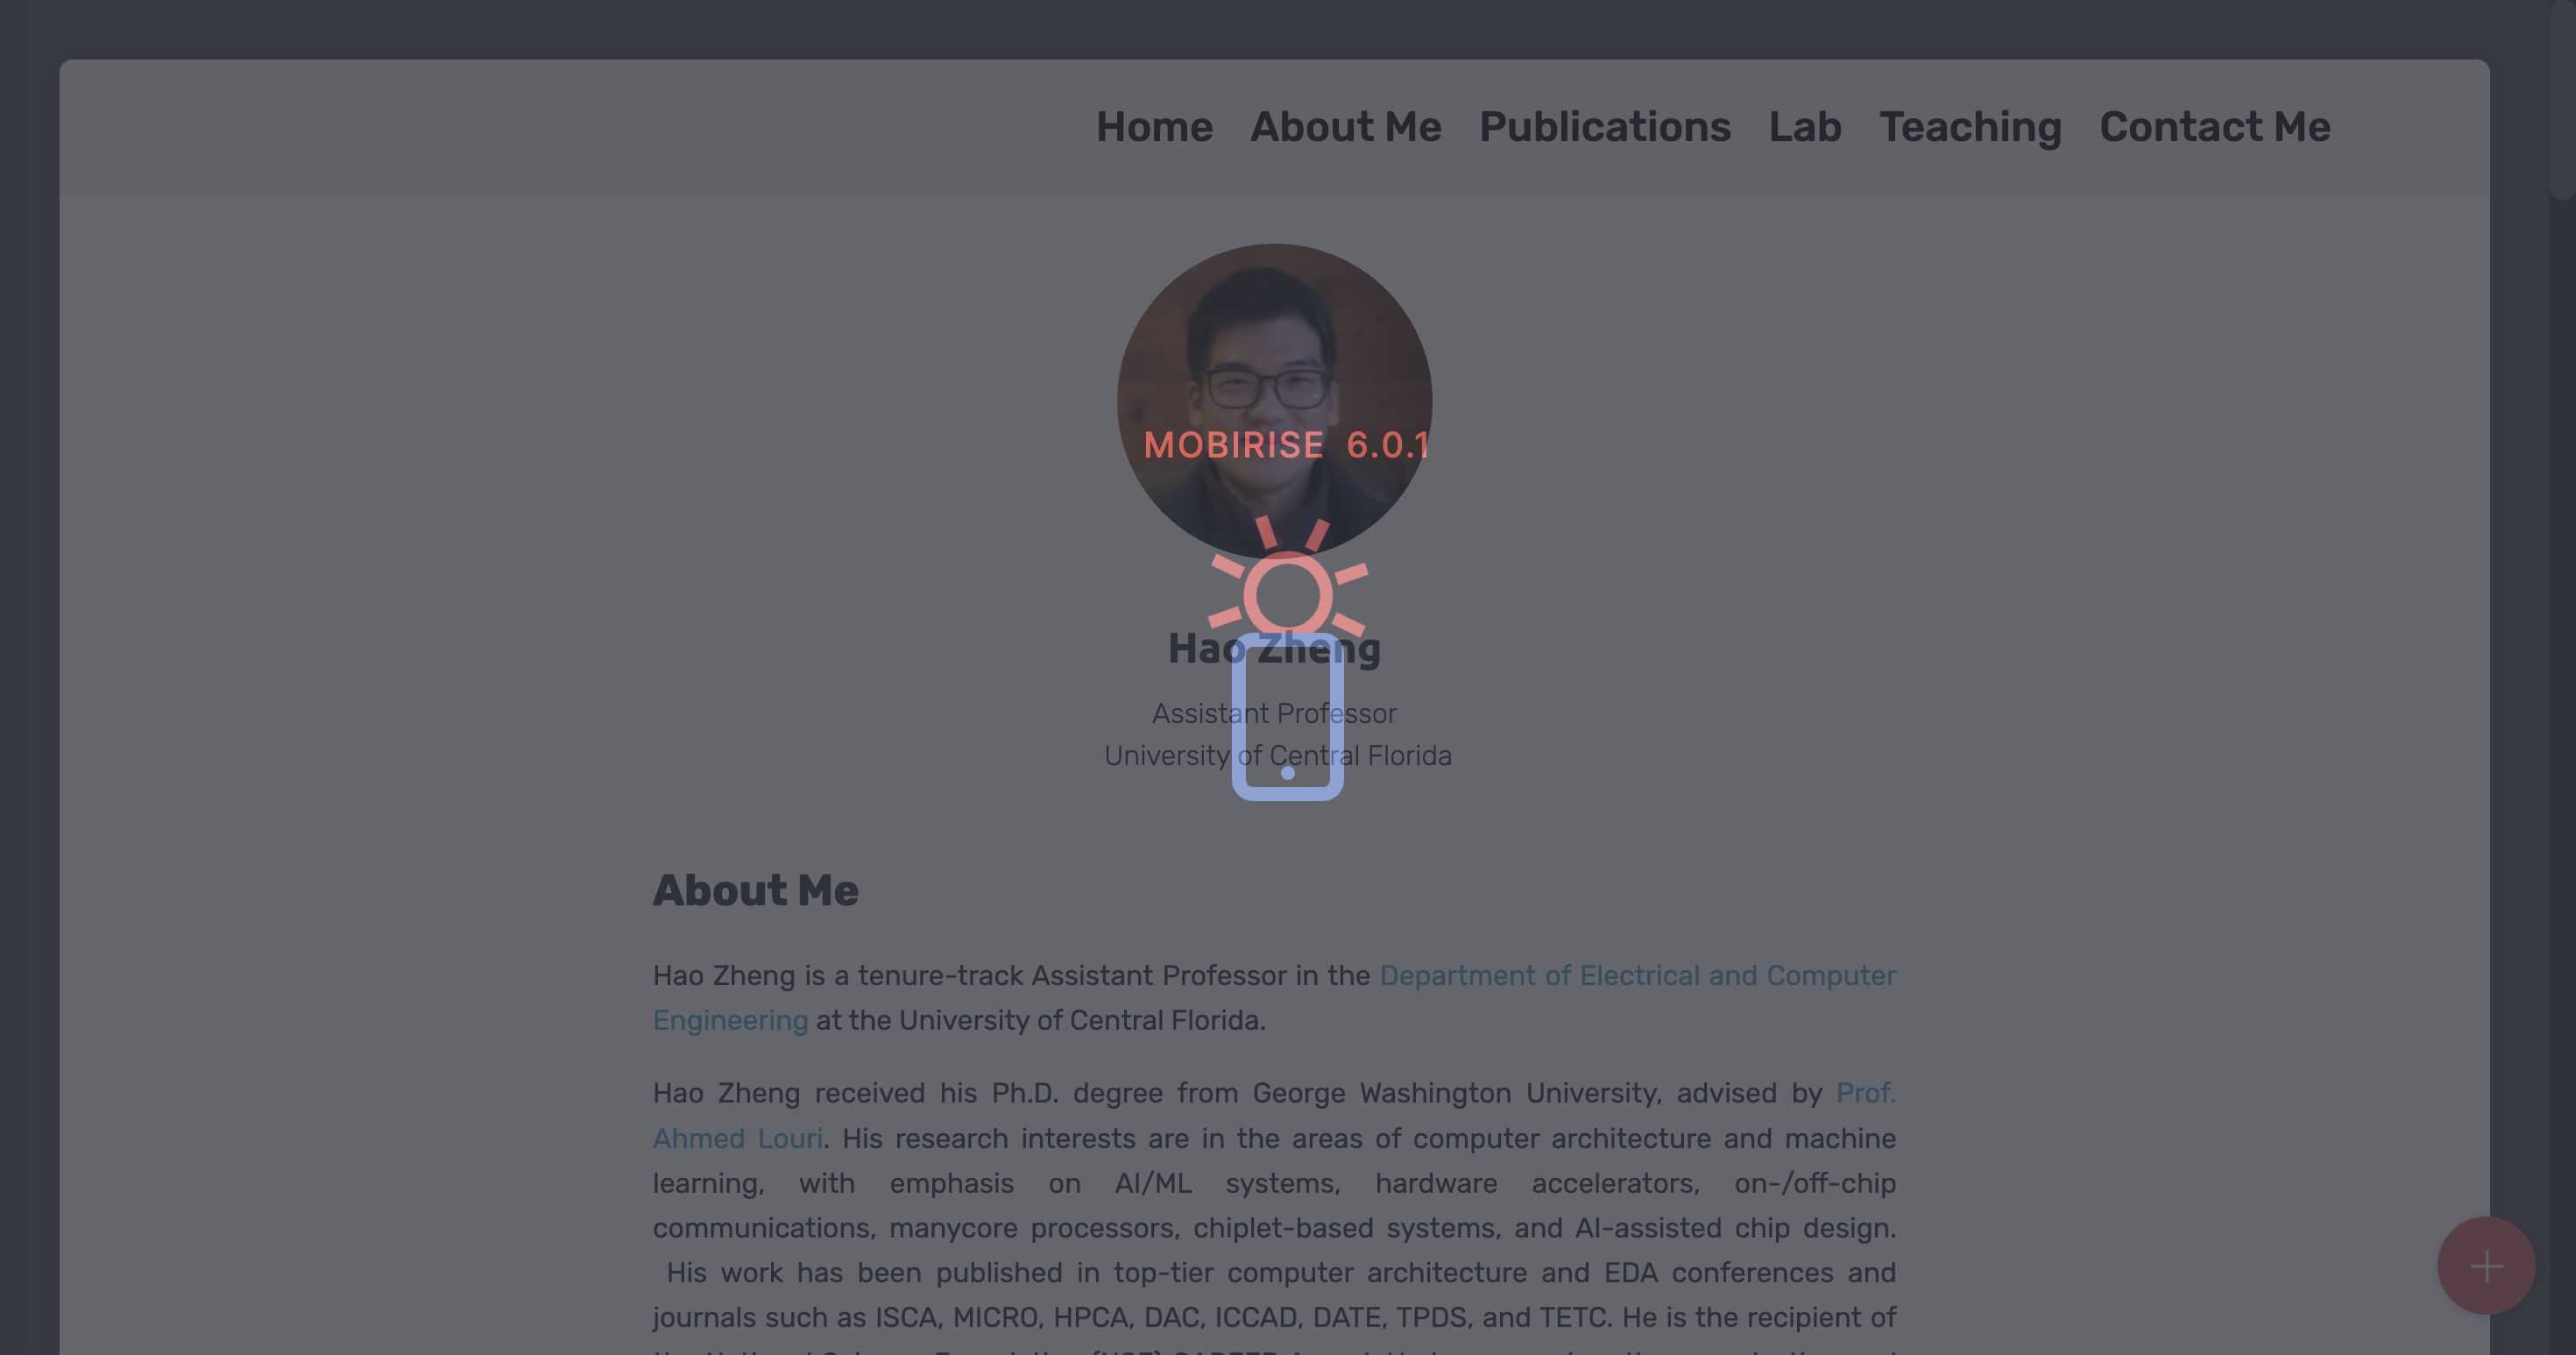 Home About Me Publications Lab Teaching Contact Me
MOBIRISE 6.0.1
Hao Zheng
Assistant Professor
University of Central Florida
About Me
Hao Zheng is a tenure-track Assistant Professor in the Department of Electrical and Computer
Engineering at the University of Central Florida.
Hao Zheng received his Ph.D. degree from George Washington University, advised by Prof.
Ahmed Louri. His research interests are in the areas of computer architecture and machine
learning, with emphasis on AI/ML systems, hardware accelerators, on-/off-chip
communications, manycore processors, chiplet-based systems, and AI-assisted chip design.
His work has been published in top-tier computer architecture and EDA conferences and
journals such as ISCA, MICRO, HPCA, DAC, ICCAD, DATE, TPDS, and TETC. He is the recipient of